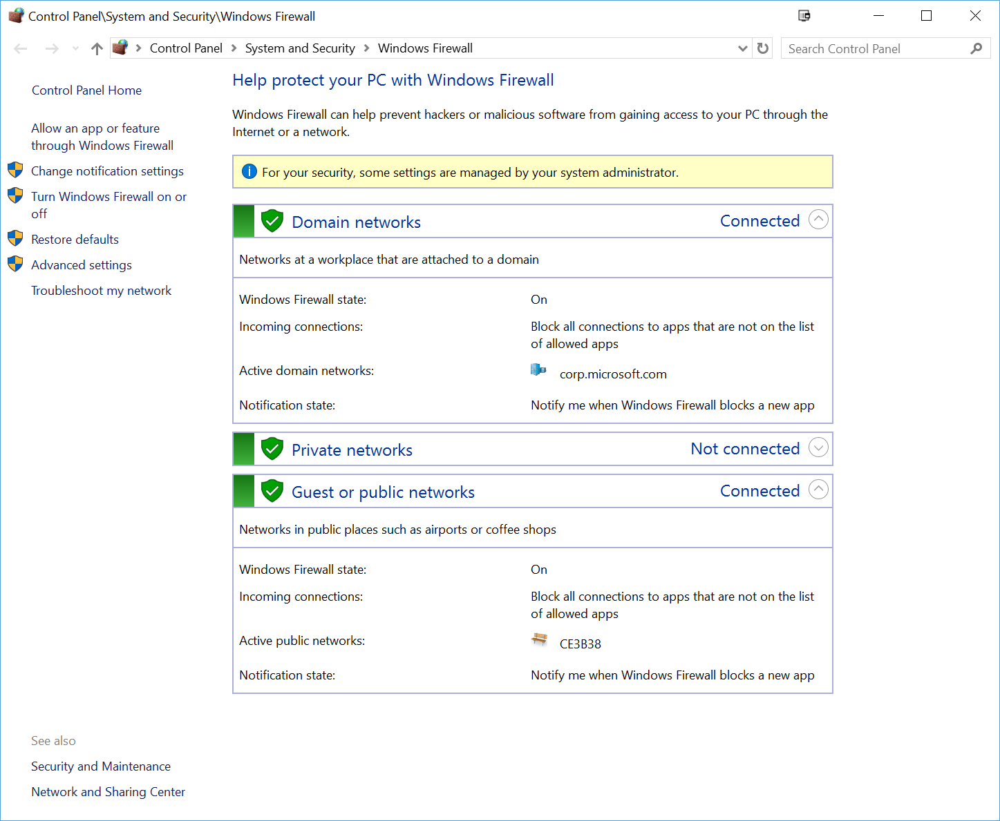 Control Panel\System and Security\Windows Firewall
Control Panel > System and Security > Windows Firewall
Search Control Panel
Control Panel Home
Allow an app or feature
through Windows Firewall
Change notification settings
Turn Windows Firewall on or
off
Restore defaults
Advanced settings
Troubleshoot my network
Help protect your PC with Windows Firewall
Windows Firewall can help prevent hackers or malicious software from gaining access to your PC through the
Internet or a network.
For your security, some settings are managed by your system administrator.
Domain networks Connected
Networks at a workplace that are attached to a domain
Windows Firewall state: On
Incoming connections: Block all connections to apps that are not on the list
of allowed apps
Active domain networks: corp.microsoft.com
Notification state: Notify me when Windows Firewall blocks a new app
Private networks Not connected
Guest or public networks Connected
Networks in public places such as airports or coffee shops
Windows Firewall state: On
Incoming connections: Block all connections to apps that are not on the list
of allowed apps
Active public networks: CE3B38
Notification state: Notify me when Windows Firewall blocks a new app
See also
Security and Maintenance
Network and Sharing Center